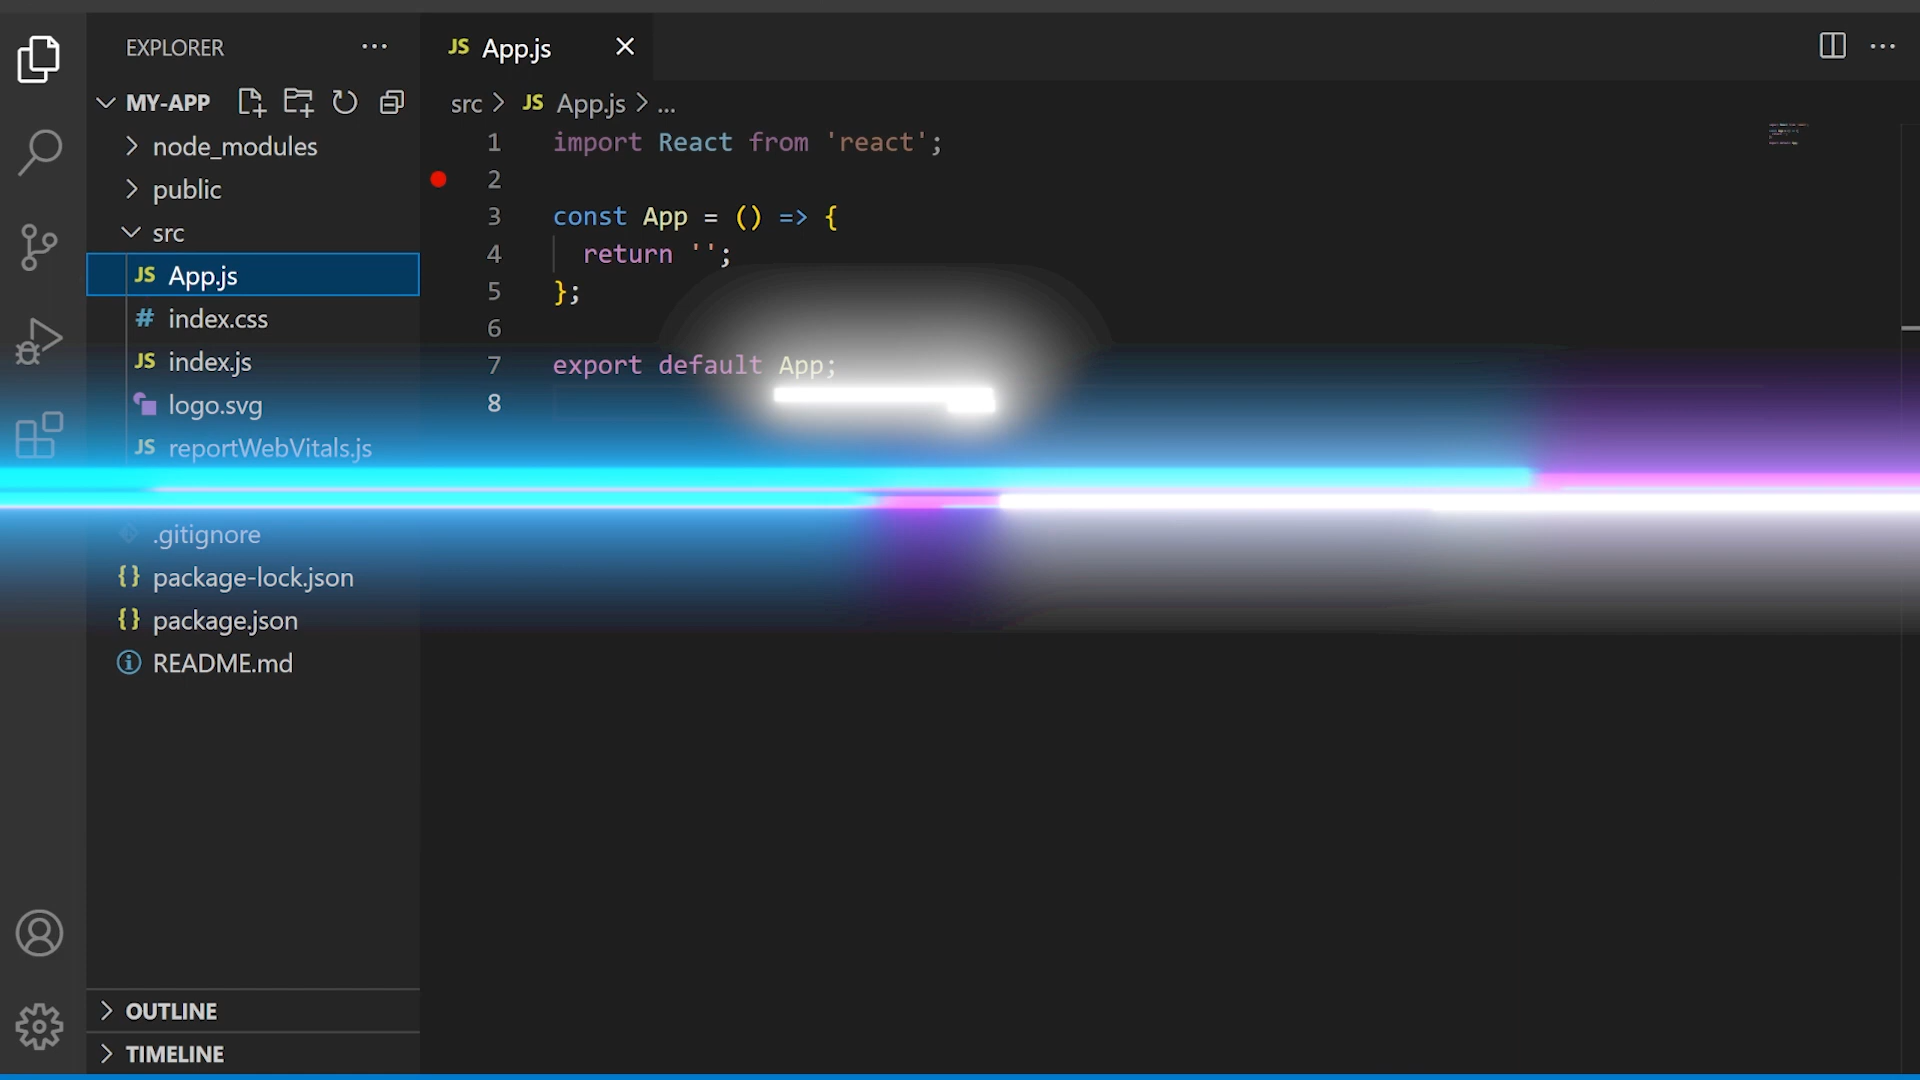 EXPLORER
MY-APP
node_modules
public
src
JS App.js
# index.css
JS index.js
logo.svg
JS reportWebVitals.js
.gitignore
{} package-lock.json
{} package.json
README.md
OUTLINE
TIMELINE
JS App.js
src > JS App.js > ...
1 import React from 'react';
2
3 const App = () => {
4 return '';
5 };
6
7 export default App;
8